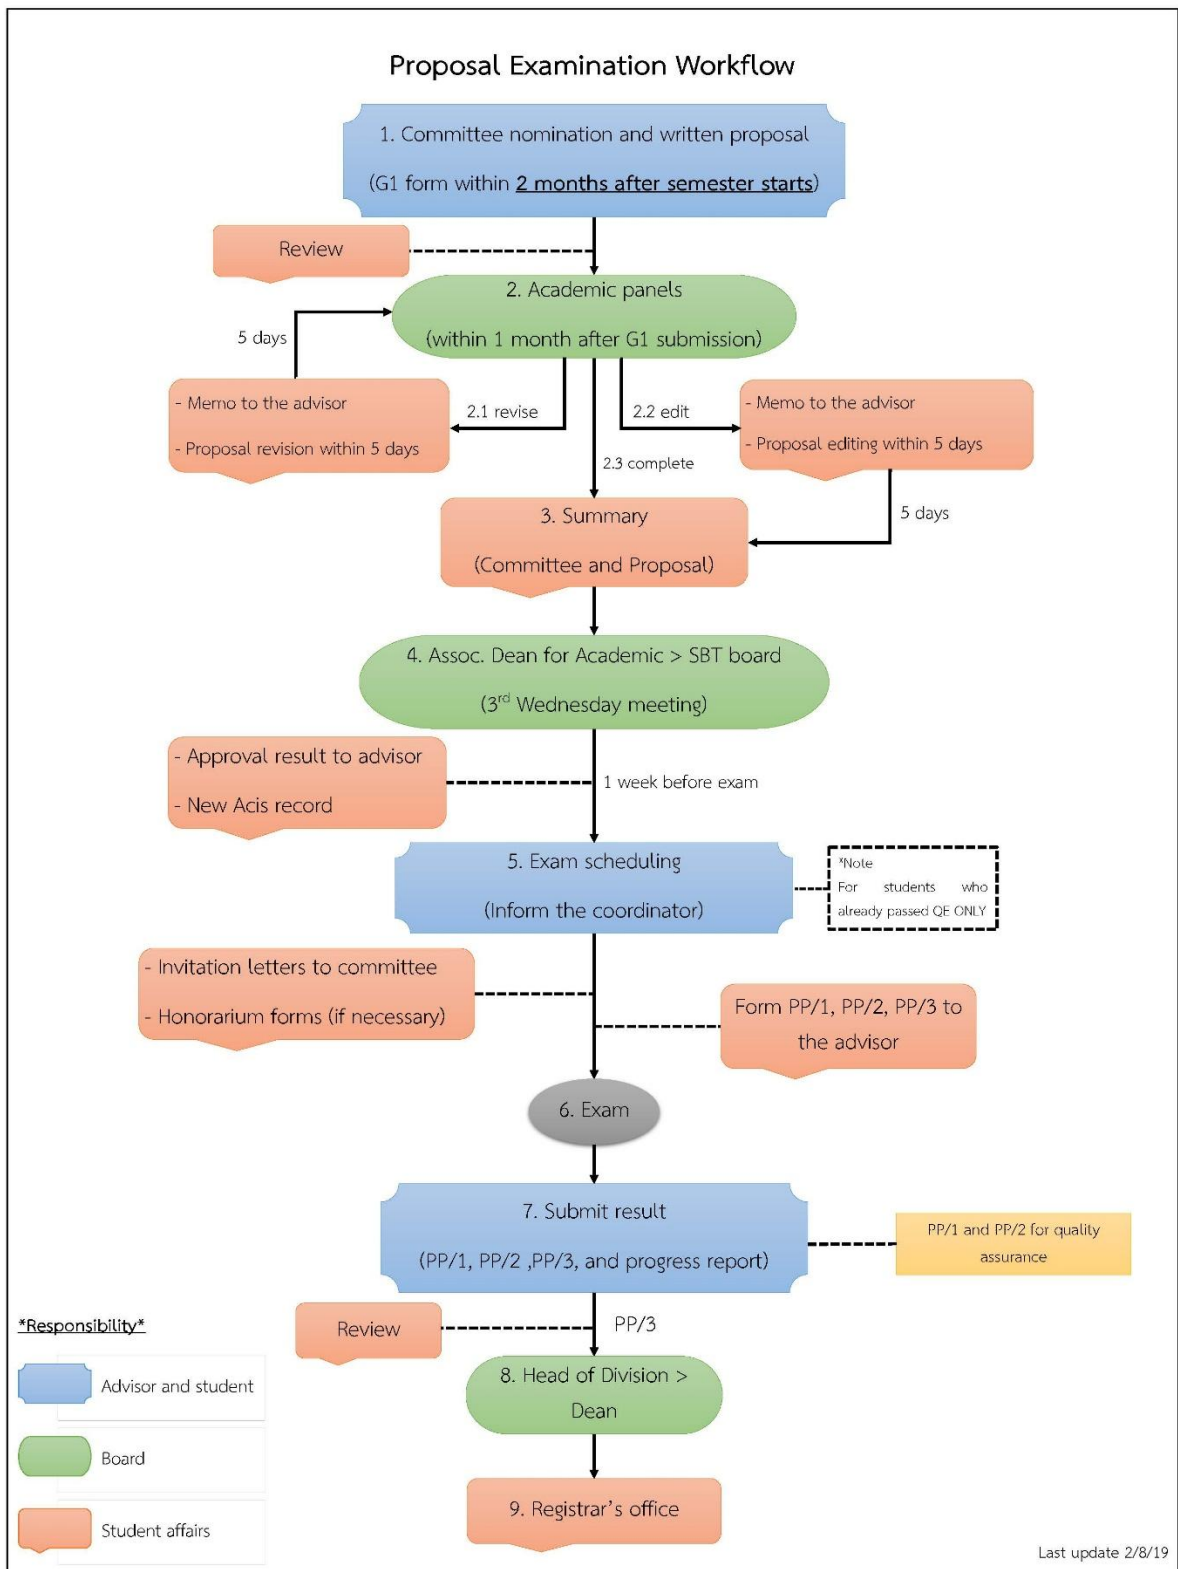 Proposal Examination Workflow
1. Committee nomination and written proposal
(G1 form within 2 months after semester starts)
Review
2. Academic panels
(within 1 month after G1 submission)
5 days
- Memo to the advisor
- Proposal revision within 5 days
2.1 revise
2.2 edit
- Memo to the advisor
- Proposal editing within 5 days
2.3 complete
5 days
3. Summary
(Committee and Proposal)
4. Assoc. Dean for Academic > SBT board
(3rd Wednesday meeting)
- Approval result to advisor
- New Acis record
1 week before exam
5. Exam scheduling
(Inform the coordinator)
*Note
For students who
already passed QE ONLY
- Invitation letters to committee
- Honorarium forms (if necessary)
Form PP/1, PP/2, PP/3 to
the advisor
6. Exam
7. Submit result
(PP/1, PP/2 ,PP/3, and progress report)
PP/1 and PP/2 for quality
assurance
Review
PP/3
8. Head of Division >
Dean
9. Registrar's office
*Responsibility*
Advisor and student
Board
Student affairs
Last update 2/8/19